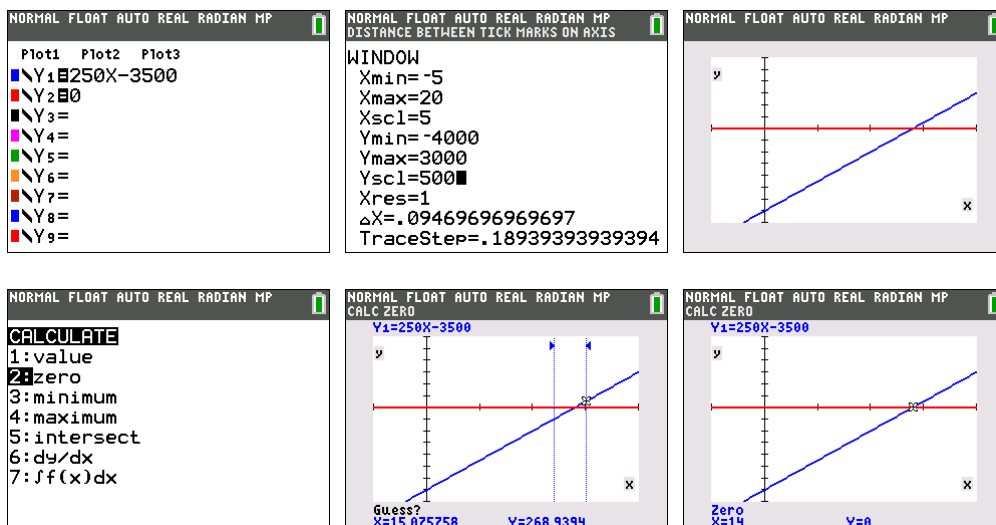 NORMAL FLOAT AUTO REAL RADIAN MP
Plot1 Plot2 Plot3
\Y1=250X-3500
\Y2=0
\Y3=
\Y4=
\Y5=
\Y6=
\Y7=
\Y8=
\Y9=
NORMAL FLOAT AUTO REAL RADIAN MP
DISTANCE BETWEEN TICK MARKS ON AXIS
WINDOW
Xmin=-5
Xmax=20
Xscl=5
Ymin=-4000
Ymax=3000
Yscl=500
Xres=1
△X=.09469696969697
TraceStep=.18939393939394
NORMAL FLOAT AUTO REAL RADIAN MP
y
x
NORMAL FLOAT AUTO REAL RADIAN MP
CALCULATE
1:value
2:zero
3:minimum
4:maximum
5:intersect
6:dy/dx
7:∫f(x)dx
NORMAL FLOAT AUTO REAL RADIAN MP
CALC ZERO
Y1=250X-3500
y
x
Guess?
X=15.075758 Y=268.9394
NORMAL FLOAT AUTO REAL RADIAN MP
CALC ZERO
Y1=250X-3500
y
x
Zero
X=14 Y=0